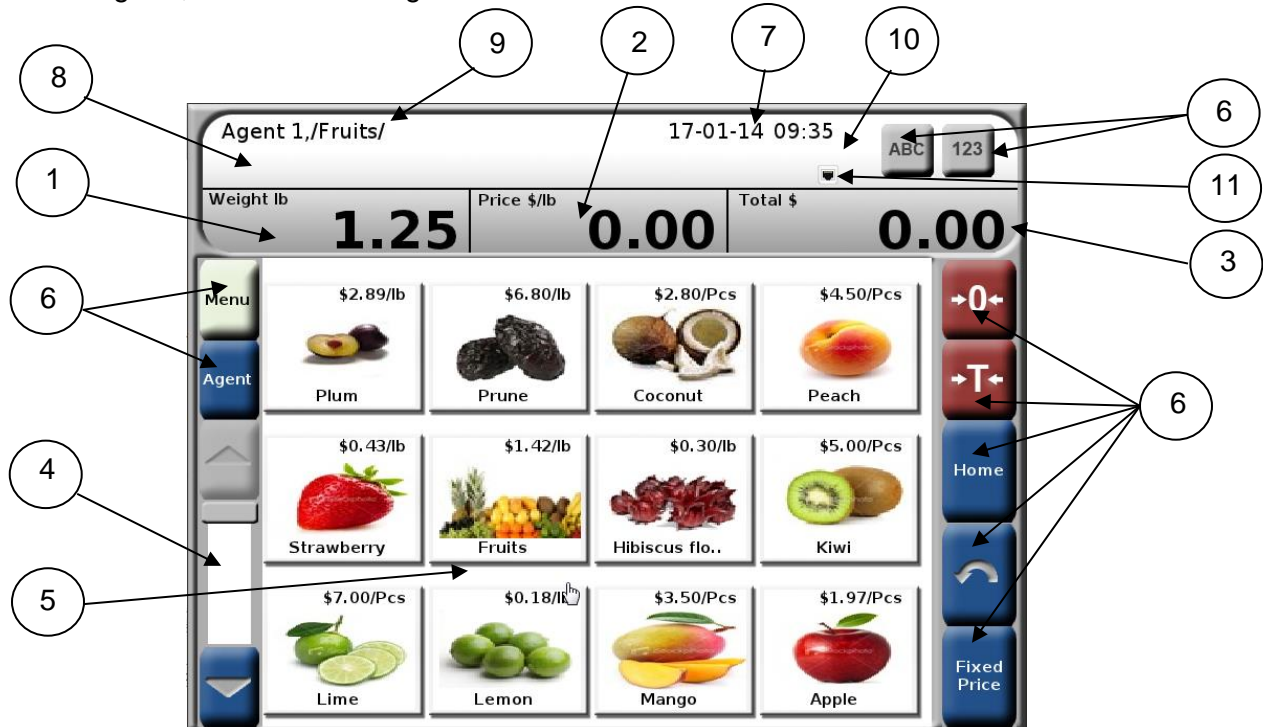 9
2
7
10
8
6
1
11
3
Agent 1,/Fruits/
17-01-14 09:35
ABC
123
Weight lb
1.25
Price $/lb
0.00
Total $
0.00
6
Menu
Agent
4
5
$2.89/lb
$6.80/lb
$2.80/Pcs
$4.50/Pcs
Plum
Prune
Coconut
Peach
$0.43/lb
$1.42/lb
$0.30/lb
$5.00/Pcs
Strawberry
Fruits
Hibiscus flo..
Kiwi
$7.00/Pcs
$3.50/Pcs
$1.97/Pcs
Lime
Lemon
Mango
Apple
→0←
→T←
Home
Fixed
Price
6